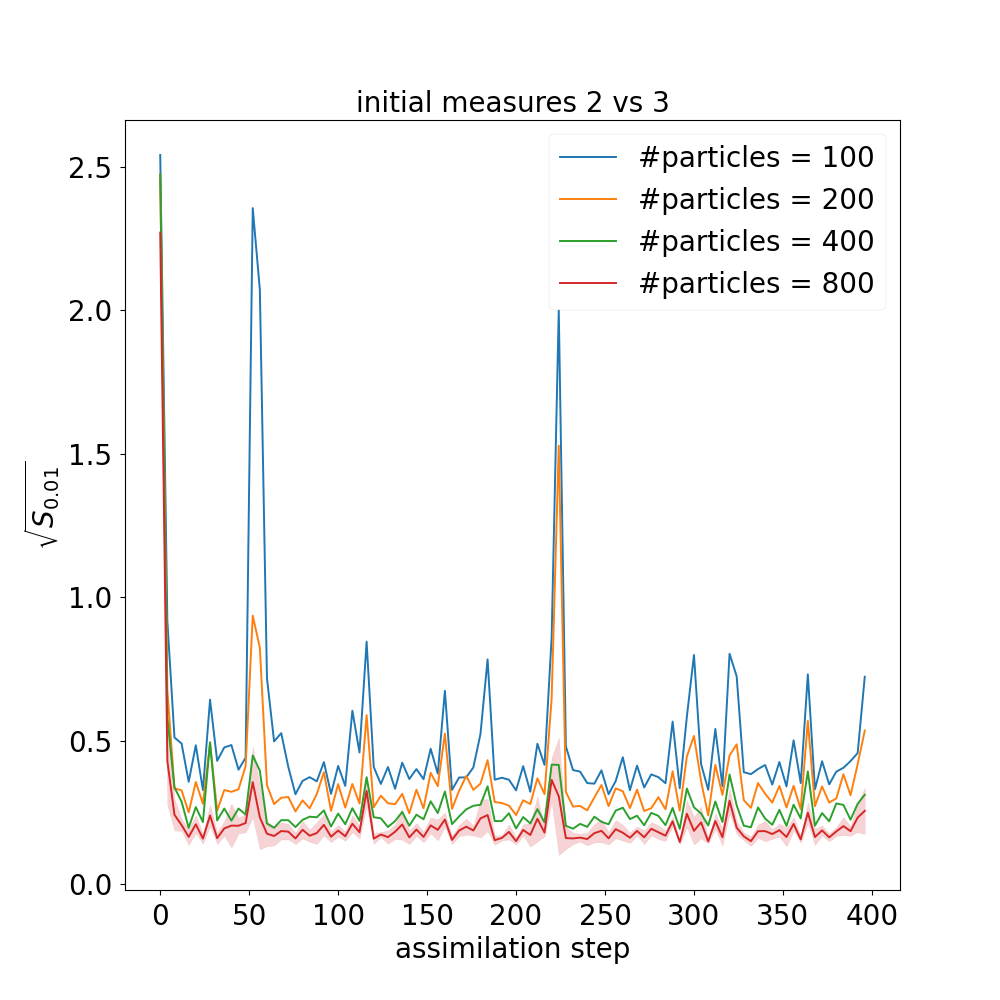 initial measures 2 vs 3
#particles = 100
#particles = 200
#particles = 400
#particles = 800
2.5
2.0
1.5
1.0
0.5
0.0
√S0.01
0 50 100 150 200 250 300 350 400
assimilation step